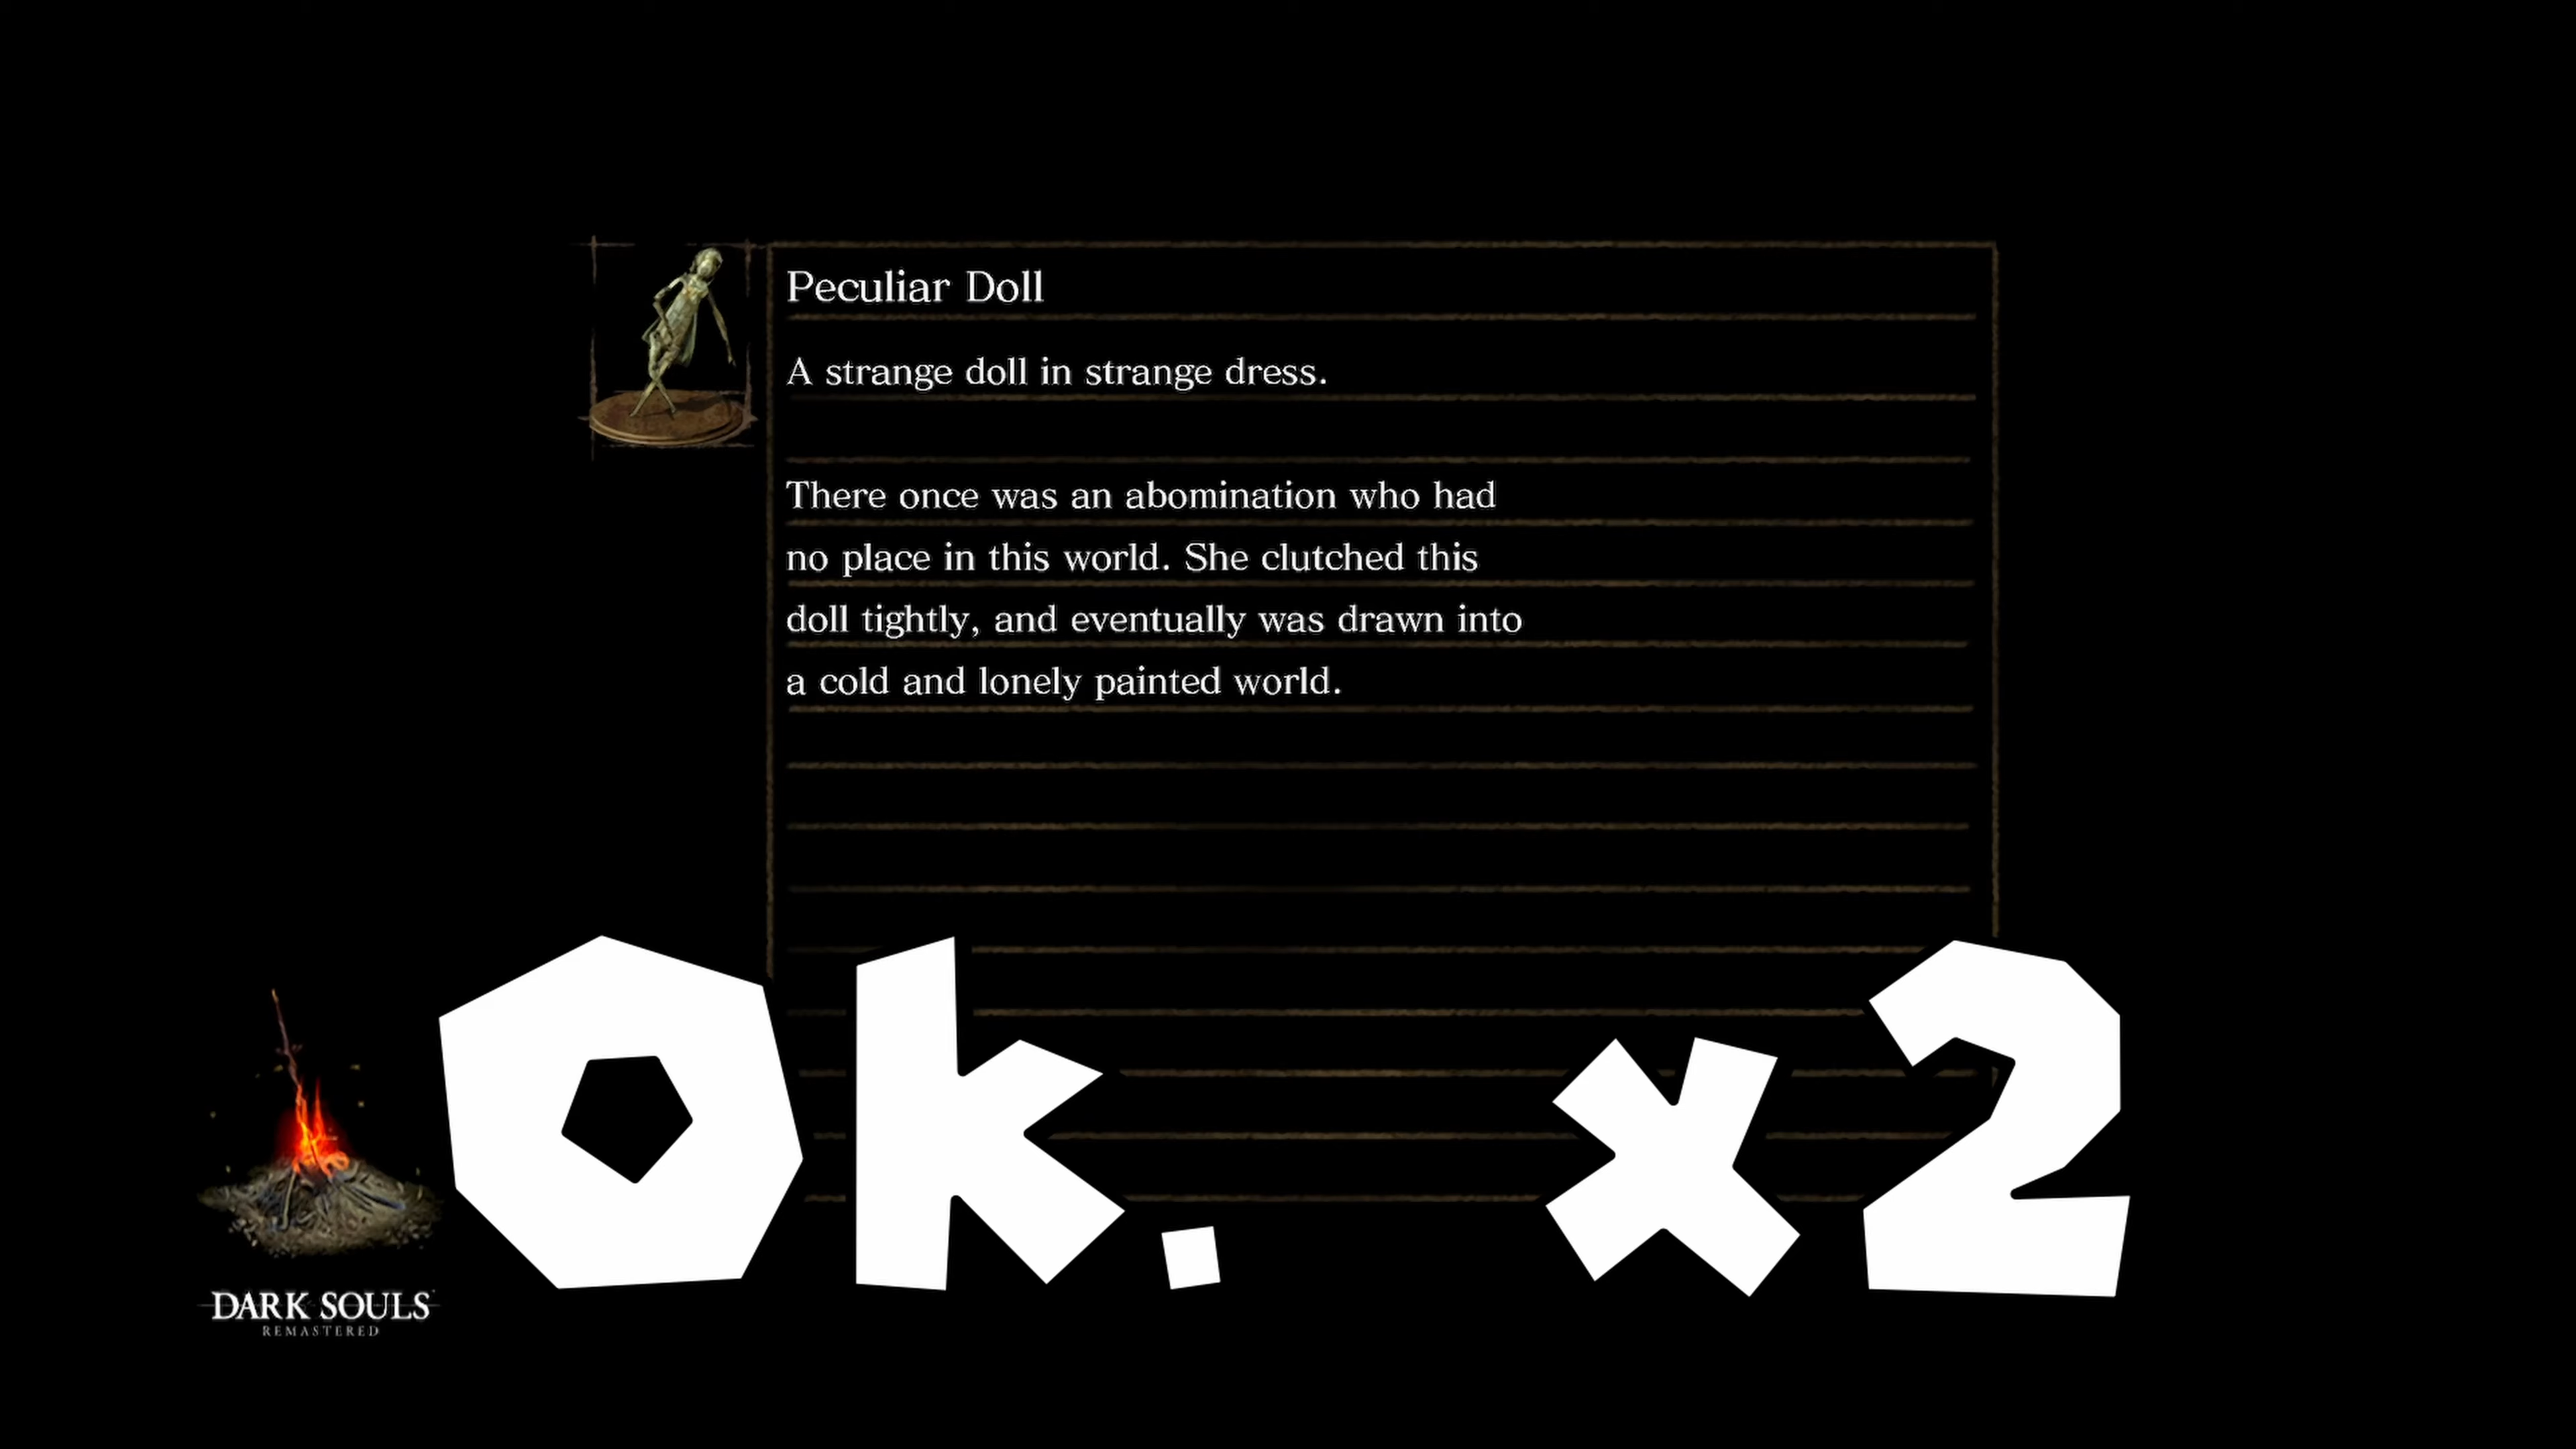 Peculiar Doll
A strange doll in strange dress.
There once was an abomination who had
no place in this world. She clutched this
doll tightly, and eventually was drawn into
a cold and lonely painted world.
Ok. x2
DARK SOULS
REMASTERED